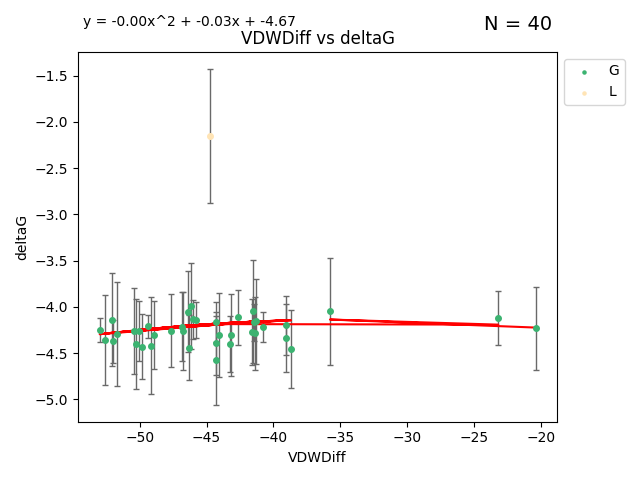 y = -0.00x^2 + -0.03x + -4.67
N = 40
VDWDiff vs deltaG
G
L
−1.5
−2.0
−2.5
−3.0
−3.5
−4.0
−4.5
−5.0
deltaG
−50
−45
−40
−35
−30
−25
−20
VDWDiff